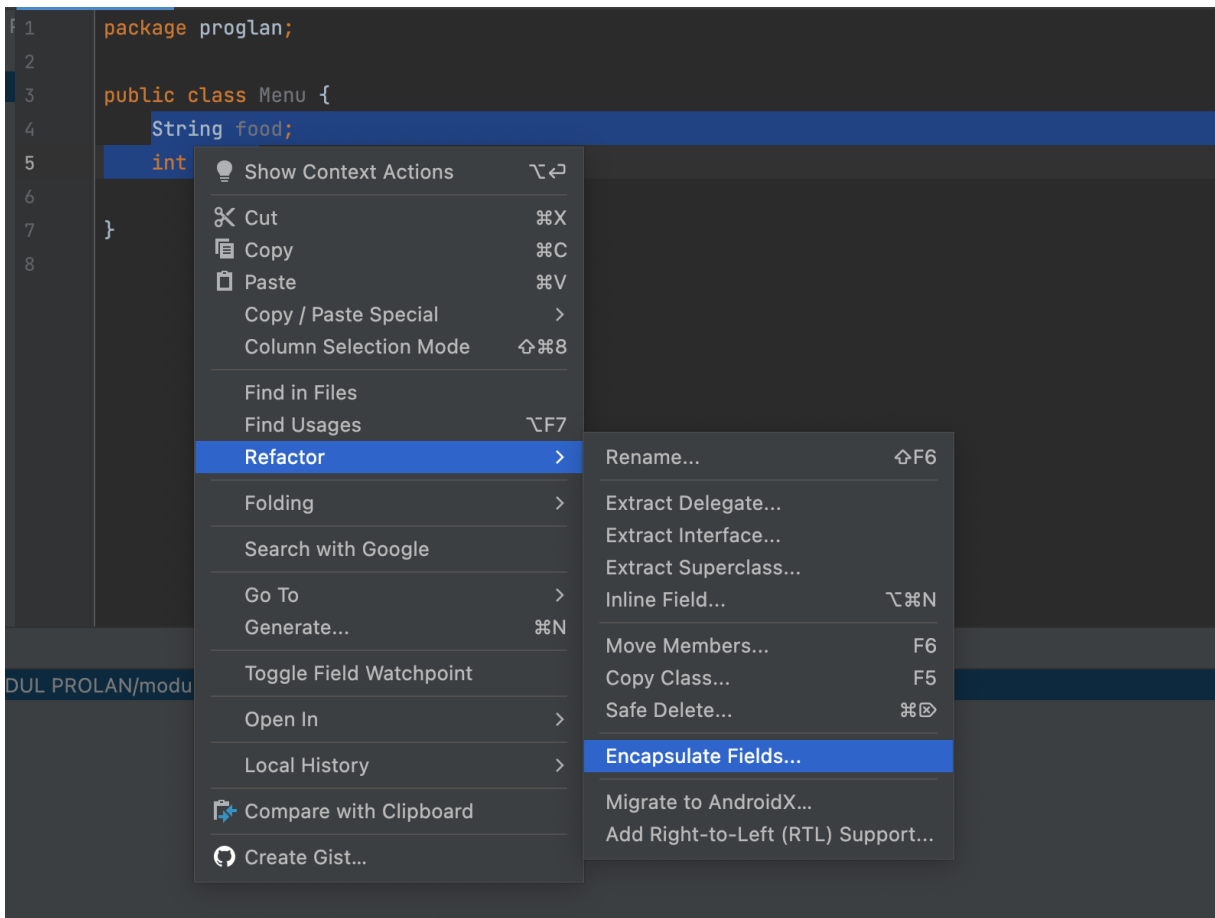 1 package proglan;
2
3 public class Menu {
4 String food;
5 int
6
7 }
8
Show Context Actions ⌥⏎
Cut ⌘X
Copy ⌘C
Paste ⌘V
Copy / Paste Special >
Column Selection Mode ⇧⌘8
Find in Files
Find Usages ⌥F7
Refactor >
Folding >
Search with Google
Go To >
Generate... ⌘N
Toggle Field Watchpoint
Open In >
Local History >
Compare with Clipboard
Create Gist...
Rename... ⇧F6
Extract Delegate...
Extract Interface...
Extract Superclass...
Inline Field... ⌥⌘N
Move Members... F6
Copy Class... F5
Safe Delete... ⌘⌦
Encapsulate Fields...
Migrate to AndroidX...
Add Right-to-Left (RTL) Support...
DUL PROLAN/modu